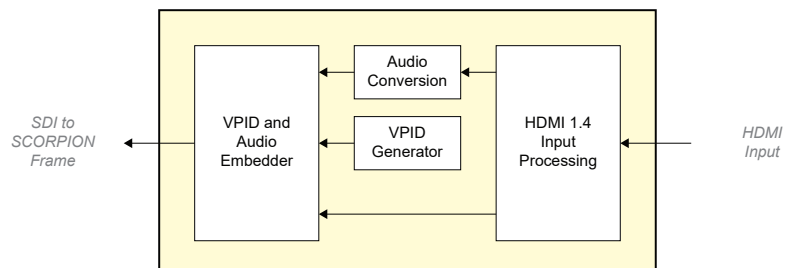 SDI to
SCORPION
Frame
VPID and
Audio
Embedder
Audio
Conversion
VPID
Generator
HDMI 1.4
Input
Processing
HDMI
Input